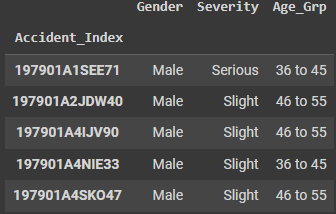 Gender Severity Age_Grp
Accident_Index
197901A1SEE71 Male Serious 36 to 45
197901A2JDW40 Male Slight 46 to 55
197901A4IJV90 Male Slight 46 to 55
197901A4NIE33 Male Slight 36 to 45
197901A4SKO47 Male Slight 46 to 55